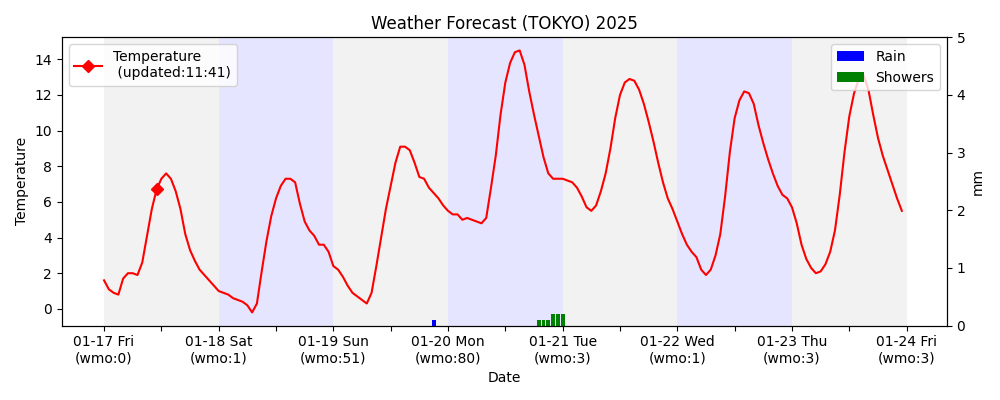 Weather Forecast (TOKYO) 2025
Temperature
(updated:11:41)
Rain
Showers
Temperature
14
12
10
8
6
4
2
0
5
4
3
2
1
0
mm
01-17 Fri
(wmo:0)
01-18 Sat
(wmo:1)
01-19 Sun
(wmo:51)
01-20 Mon
(wmo:80)
01-21 Tue
(wmo:3)
01-22 Wed
(wmo:1)
01-23 Thu
(wmo:3)
01-24 Fri
(wmo:3)
Date